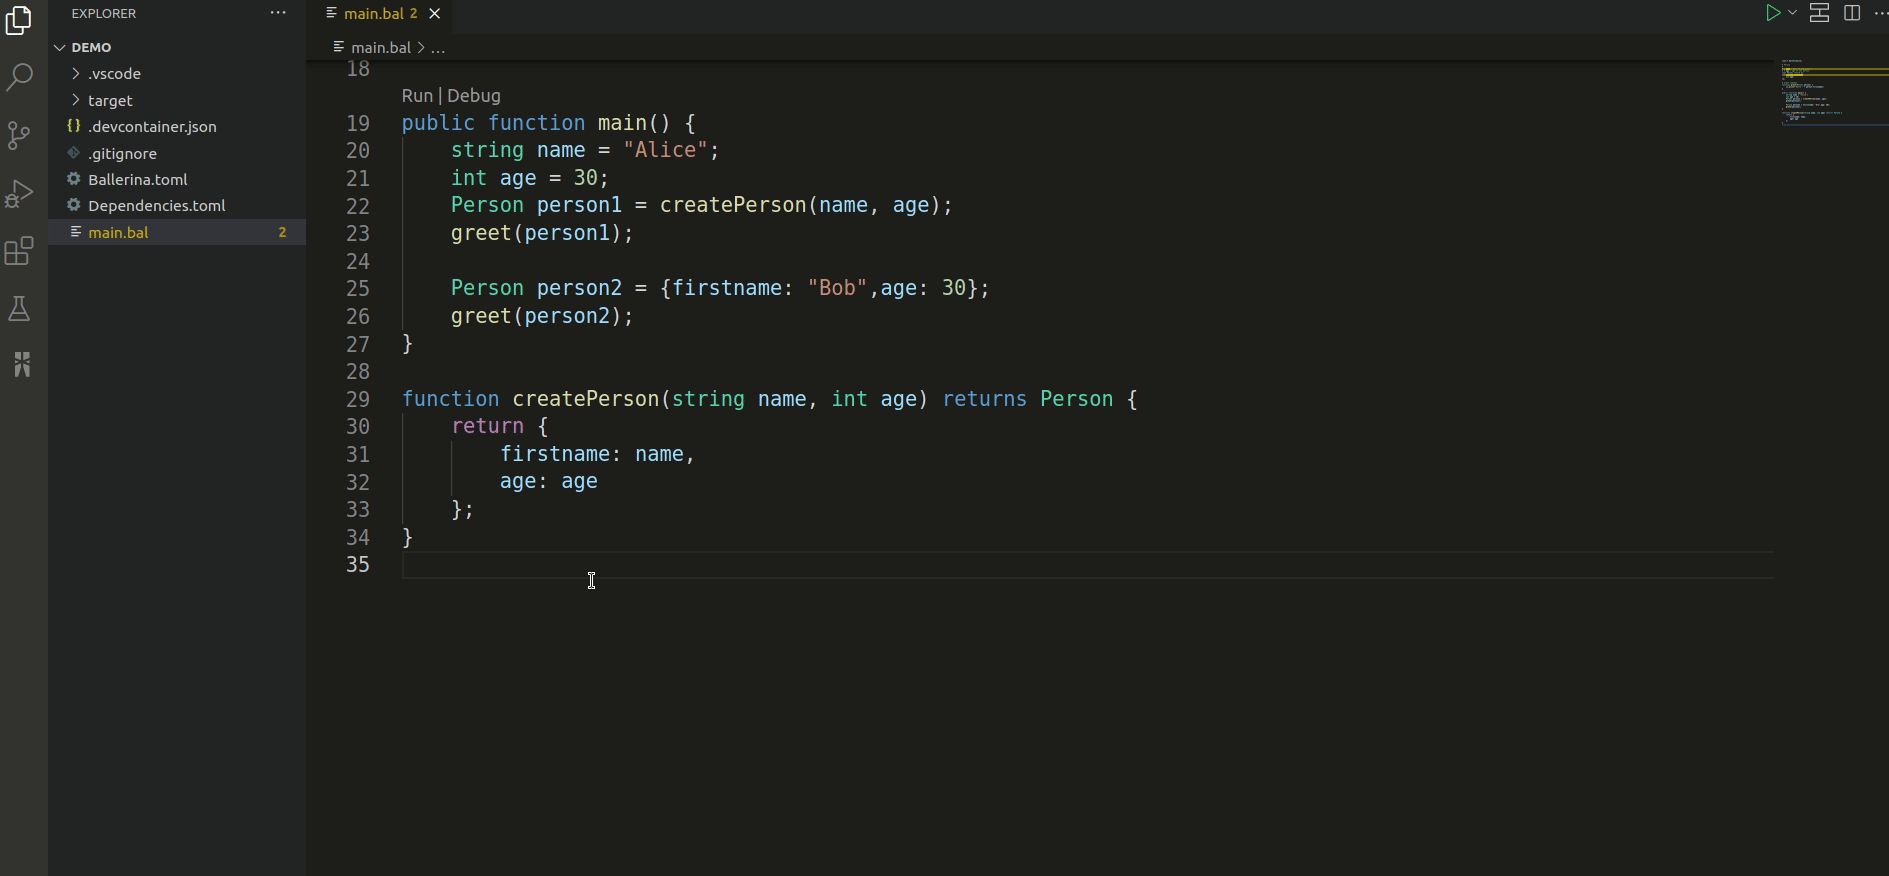 EXPLORER ···
DEMO
.vscode
target
{} .devcontainer.json
.gitignore
Ballerina.toml
Dependencies.toml
main.bal 2
main.bal 2
main.bal > ...
18
Run | Debug
19 public function main() {
20 string name = "Alice";
21 int age = 30;
22 Person person1 = createPerson(name, age);
23 greet(person1);
24
25 Person person2 = {firstname: "Bob",age: 30};
26 greet(person2);
27 }
28
29 function createPerson(string name, int age) returns Person {
30 return {
31 firstname: name,
32 age: age
33 };
34 }
35